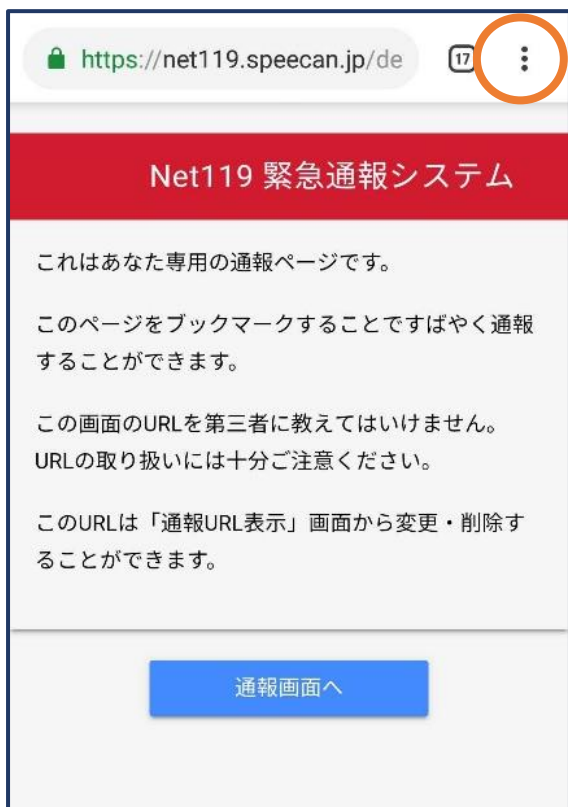 https://net119.speecan.jp/de
17
Net119 緊急通報システム
これはあなた専用の通報ページです。
このページをブックマークすることですばやく通報
することができます。
この画面のURLを第三者に教えてはいけません。
URLの取り扱いには十分ご注意ください。
このURLは「通報URL表示」画面から変更・削除す
ることができます。
通報画面へ